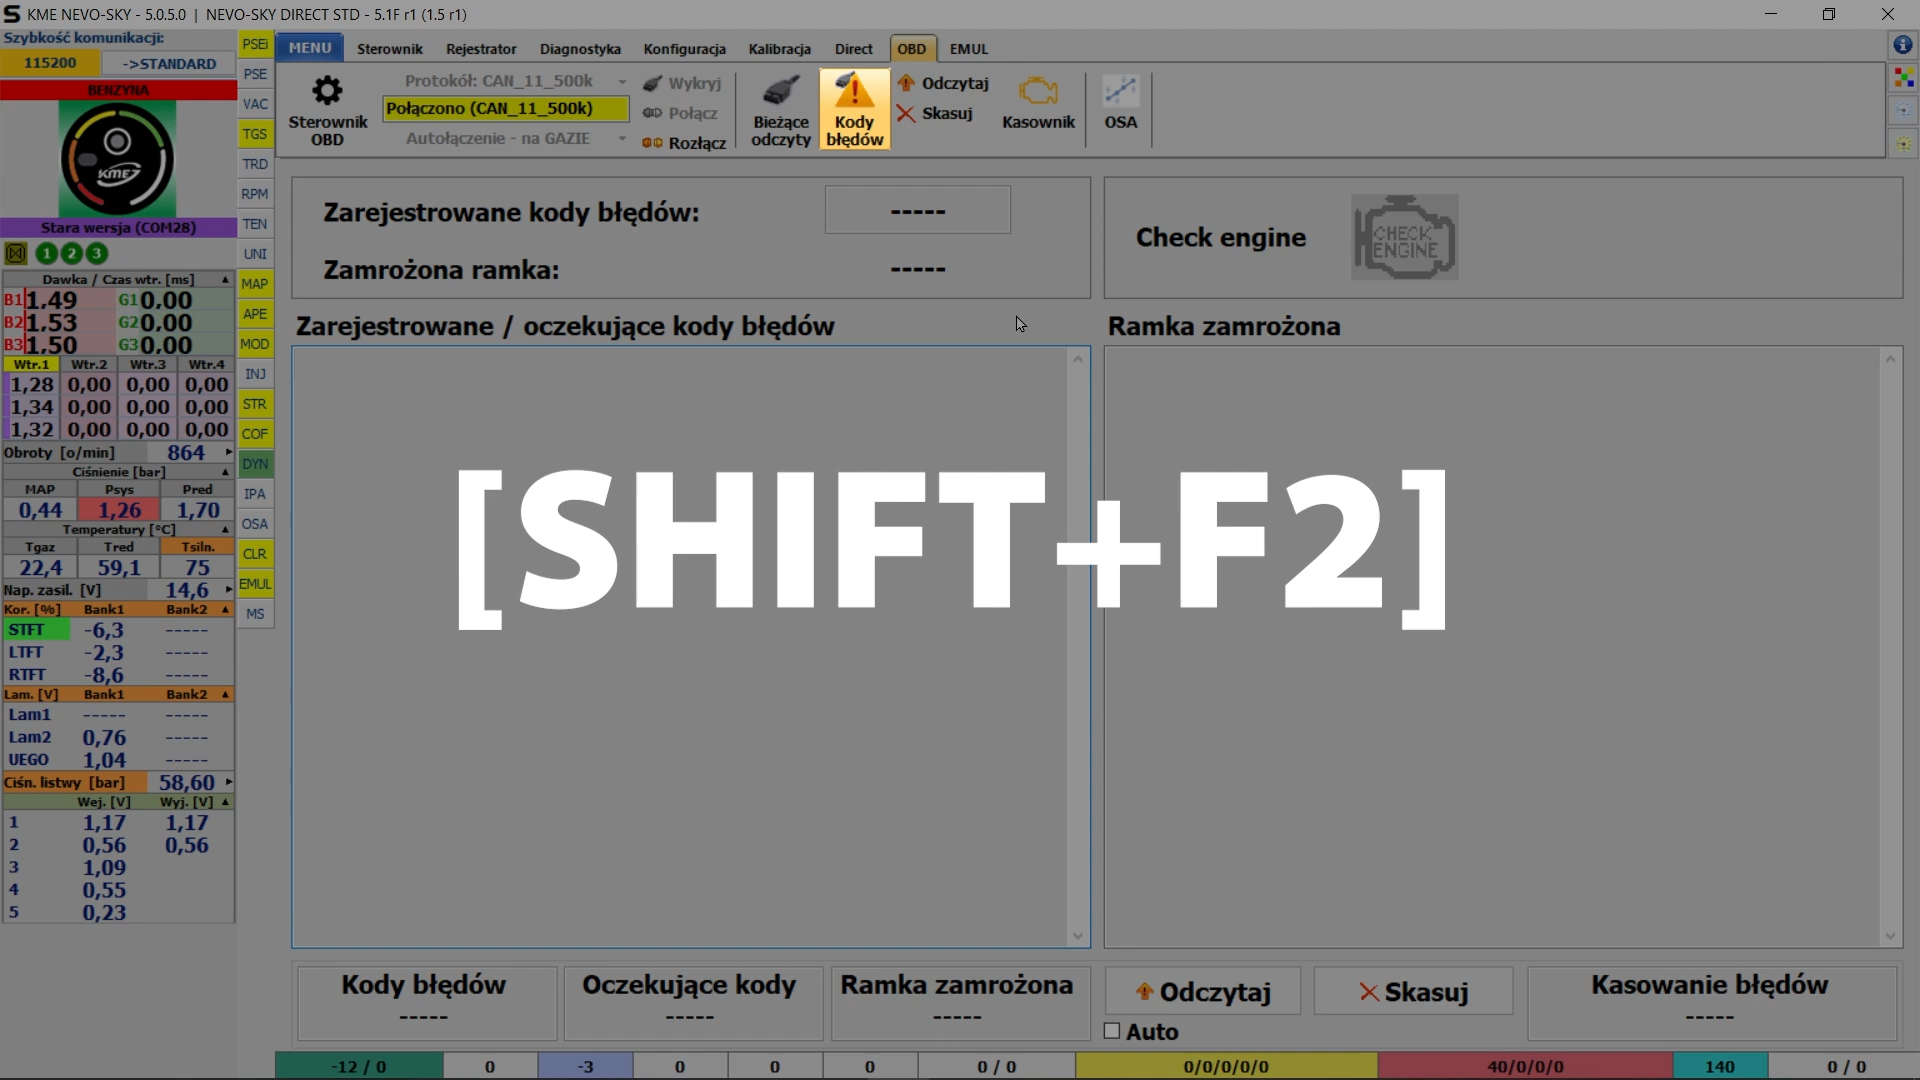 KME NEVO-SKY - 5.0.5.0 | NEVO-SKY DIRECT STD - 5.1F r1 (1.5 r1)
Szybkość komunikacji:
115200 ->STANDARD
BENZYNA
KME
Stara wersja (COM28)
1 2 3
Dawka / Czas wtr. [ms]
B1 1,49 G1 0,00
B2 1,53 G2 0,00
B3 1,50 G3 0,00
Wtr.1 Wtr.2 Wtr.3 Wtr.4
1,28 0,00 0,00 0,00
1,34 0,00 0,00 0,00
1,32 0,00 0,00 0,00
Obroty [o/min] 864
Ciśnienie [bar]
MAP Psys Pred
0,44 1,26 1,70
Temperatury [°C]
Tgaz Tred Tsiln.
22,4 59,1 75
Nap. zasil. [V] 14,6
Kor. [%] Bank1 Bank2
STFT -6,3 -----
LTFT -2,3 -----
RTFT -8,6 -----
Lam. [V] Bank1 Bank2
Lam1 ----- -----
Lam2 0,76 -----
UEGO 1,04 -----
Ciśn. listwy [bar] 58,60
Wej. [V] Wyj. [V]
1 1,17 1,17
2 0,56 0,56
3 1,09
4 0,55
5 0,23
PSEi
PSE
VAC
TGS
TRD
RPM
TEN
UNI
MAP
APE
MOD
INJ
STR
COF
DYN
IPA
OSA
CLR
EMUL
MS
MENU Sterownik Rejestrator Diagnostyka Konfiguracja Kalibracja Direct OBD EMUL
Sterownik
OBD
Protokół: CAN_11_500k
Połączono (CAN_11_500k)
Autołączenie - na GAZIE
Wykryj
Połącz
Rozłącz
Bieżące
odczyty
Kody
błędów
Odczytaj
Skasuj
Kasownik
OSA
Zarejestrowane kody błędów: -----
Zamrożona ramka: -----
Check engine
CHECK
ENGINE
Zarejestrowane / oczekujące kody błędów
Ramka zamrożona
[SHIFT+F2]
Kody błędów
-----
Oczekujące kody
-----
Ramka zamrożona
-----
Odczytaj
Auto
Skasuj
Kasowanie błędów
-----
-12 / 0 0 -3 0 0 0 0 / 0 0/0/0/0/0 40/0/0/0 140 0 / 0